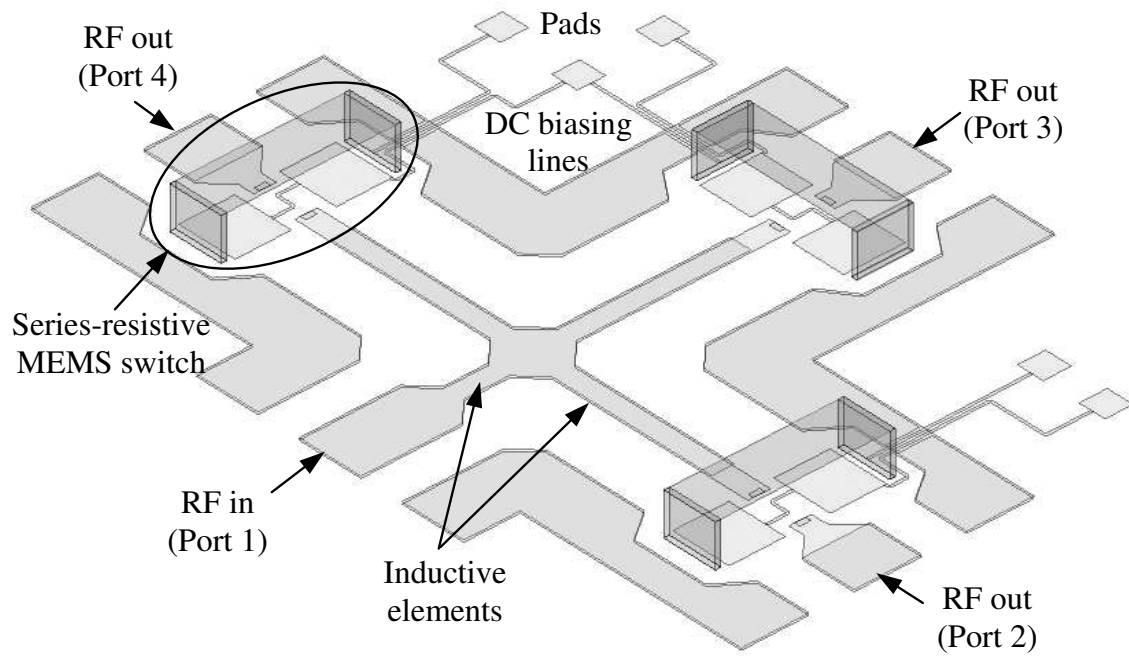 RF out
(Port 4)
Pads
DC biasing
lines
RF out
(Port 3)
Series-resistive
MEMS switch
RF in
(Port 1)
Inductive
elements
RF out
(Port 2)